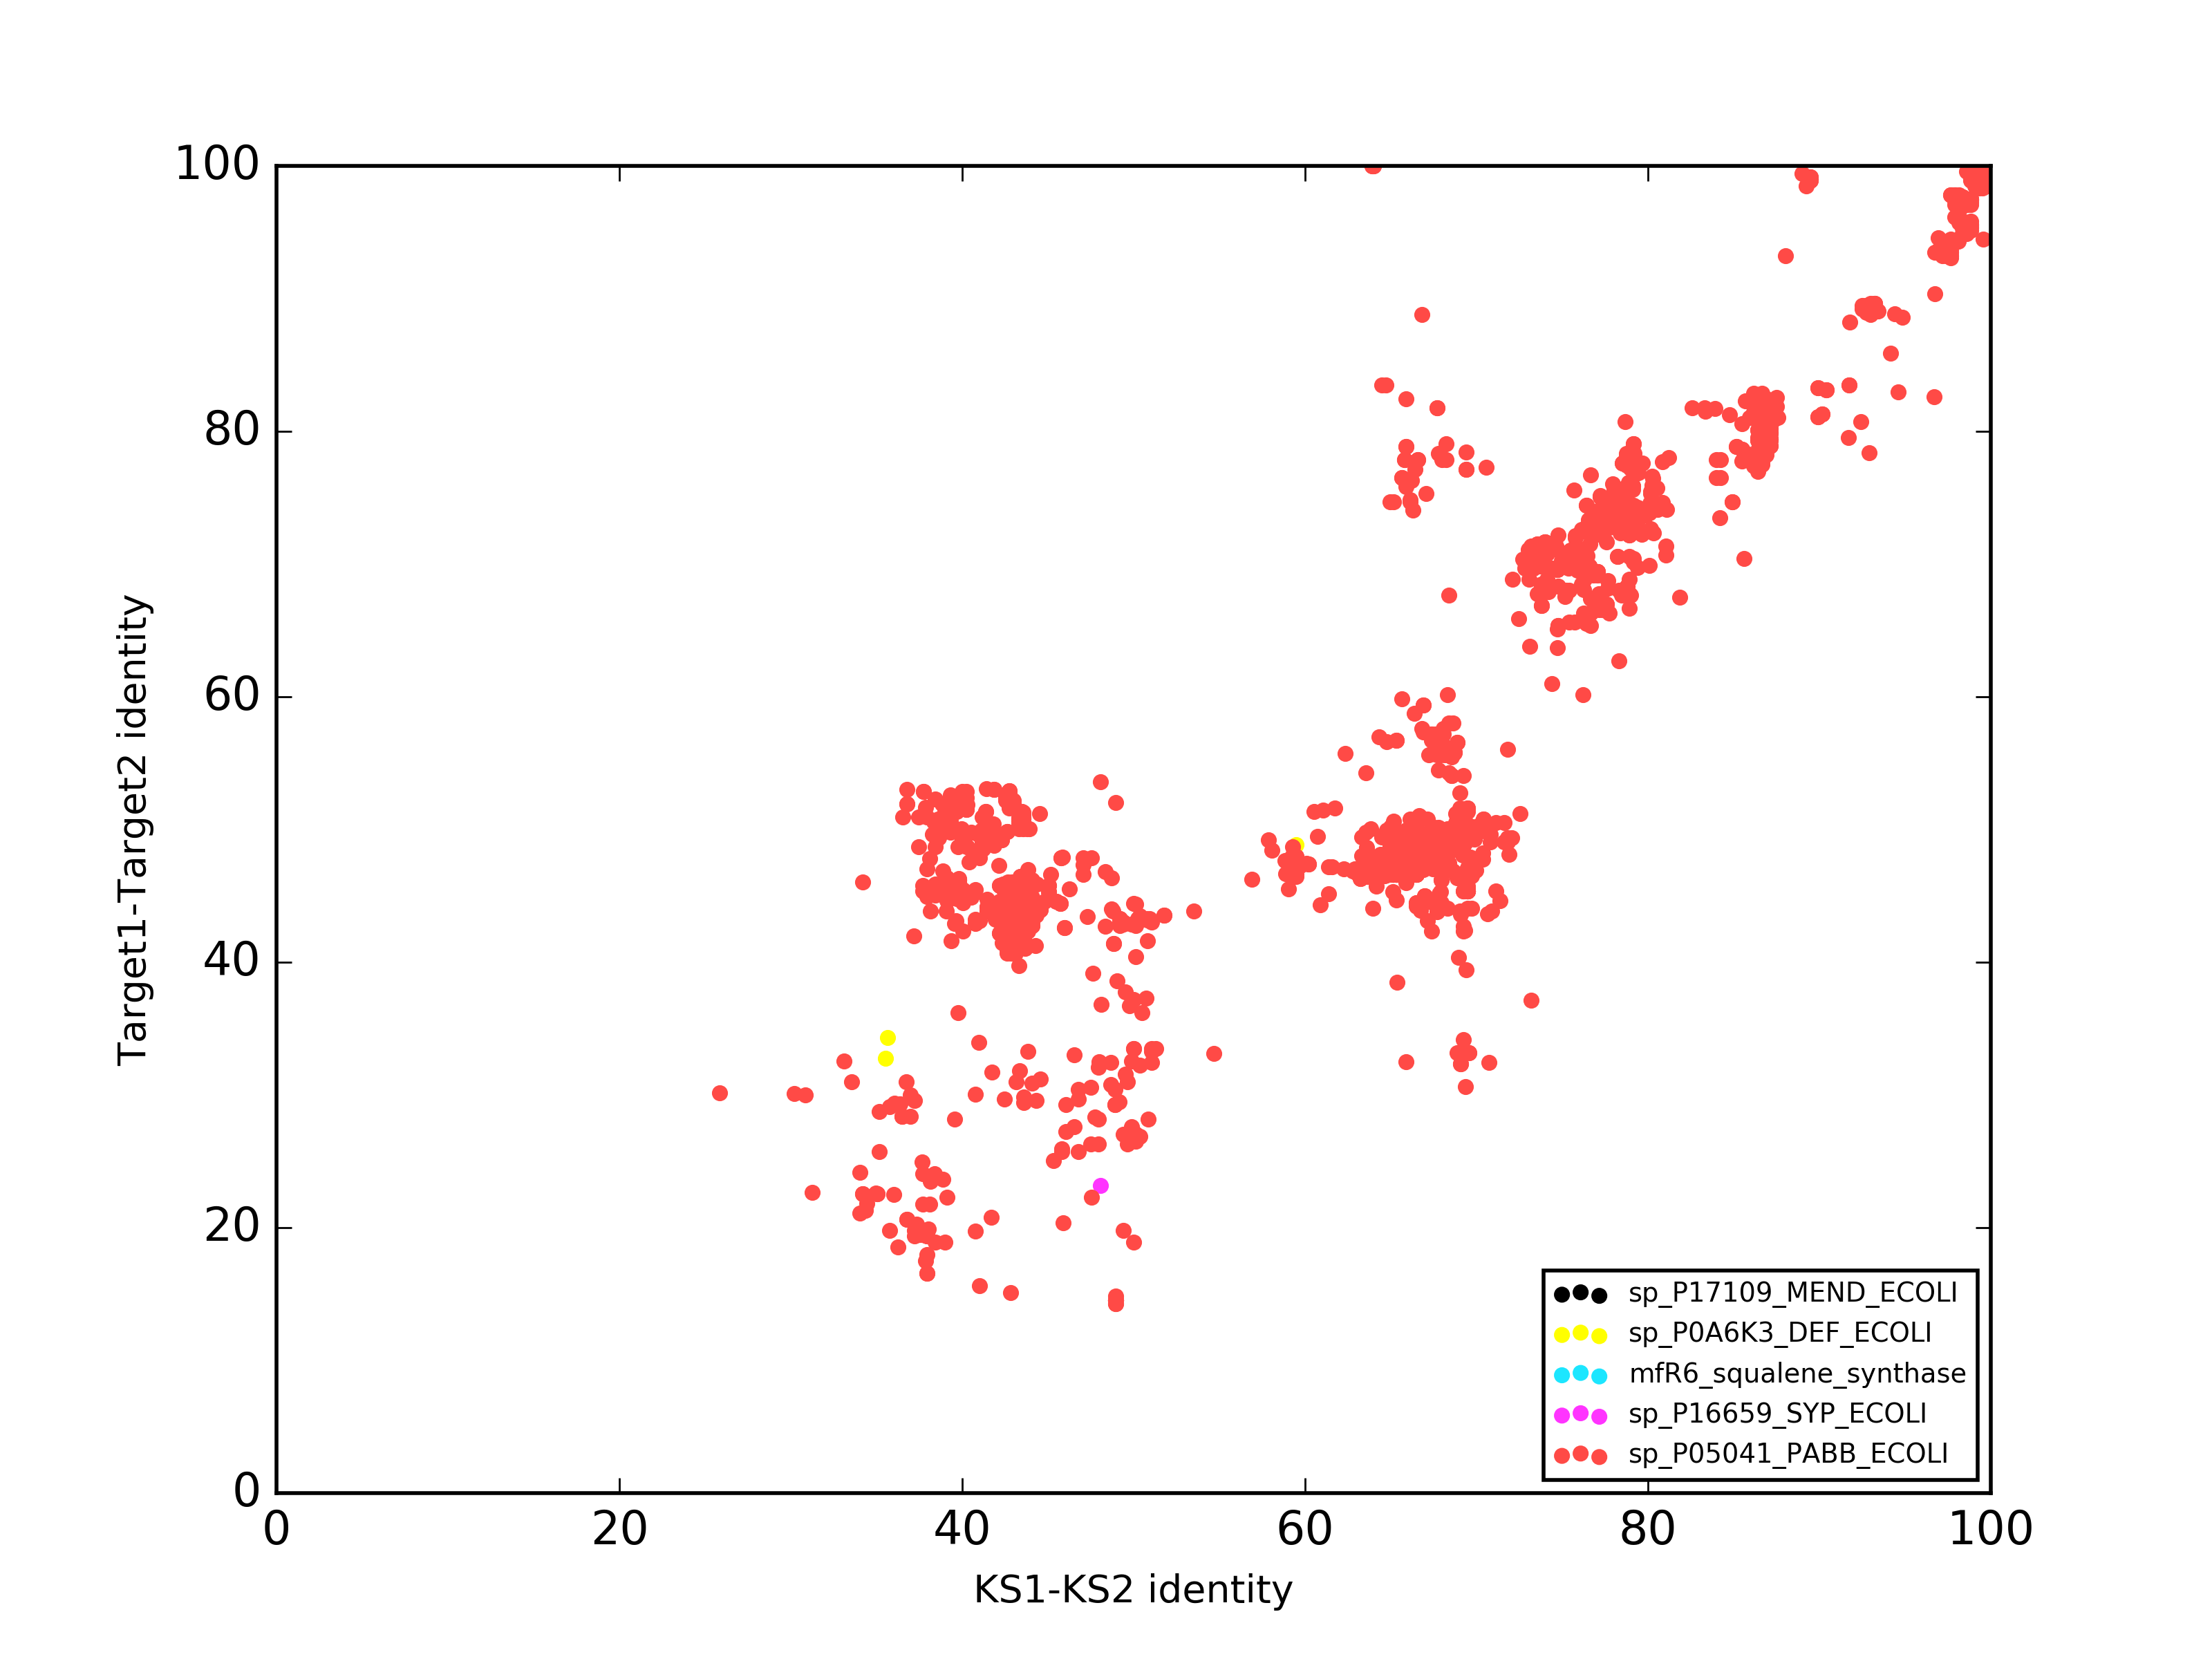 100
80
60
40
20
0
Target1-Target2 identity
sp_P17109_MEND_ECOLI
sp_P0A6K3_DEF_ECOLI
mfR6_squalene_synthase
sp_P16659_SYP_ECOLI
sp_P05041_PABB_ECOLI
0 20 40 60 80 100
KS1-KS2 identity